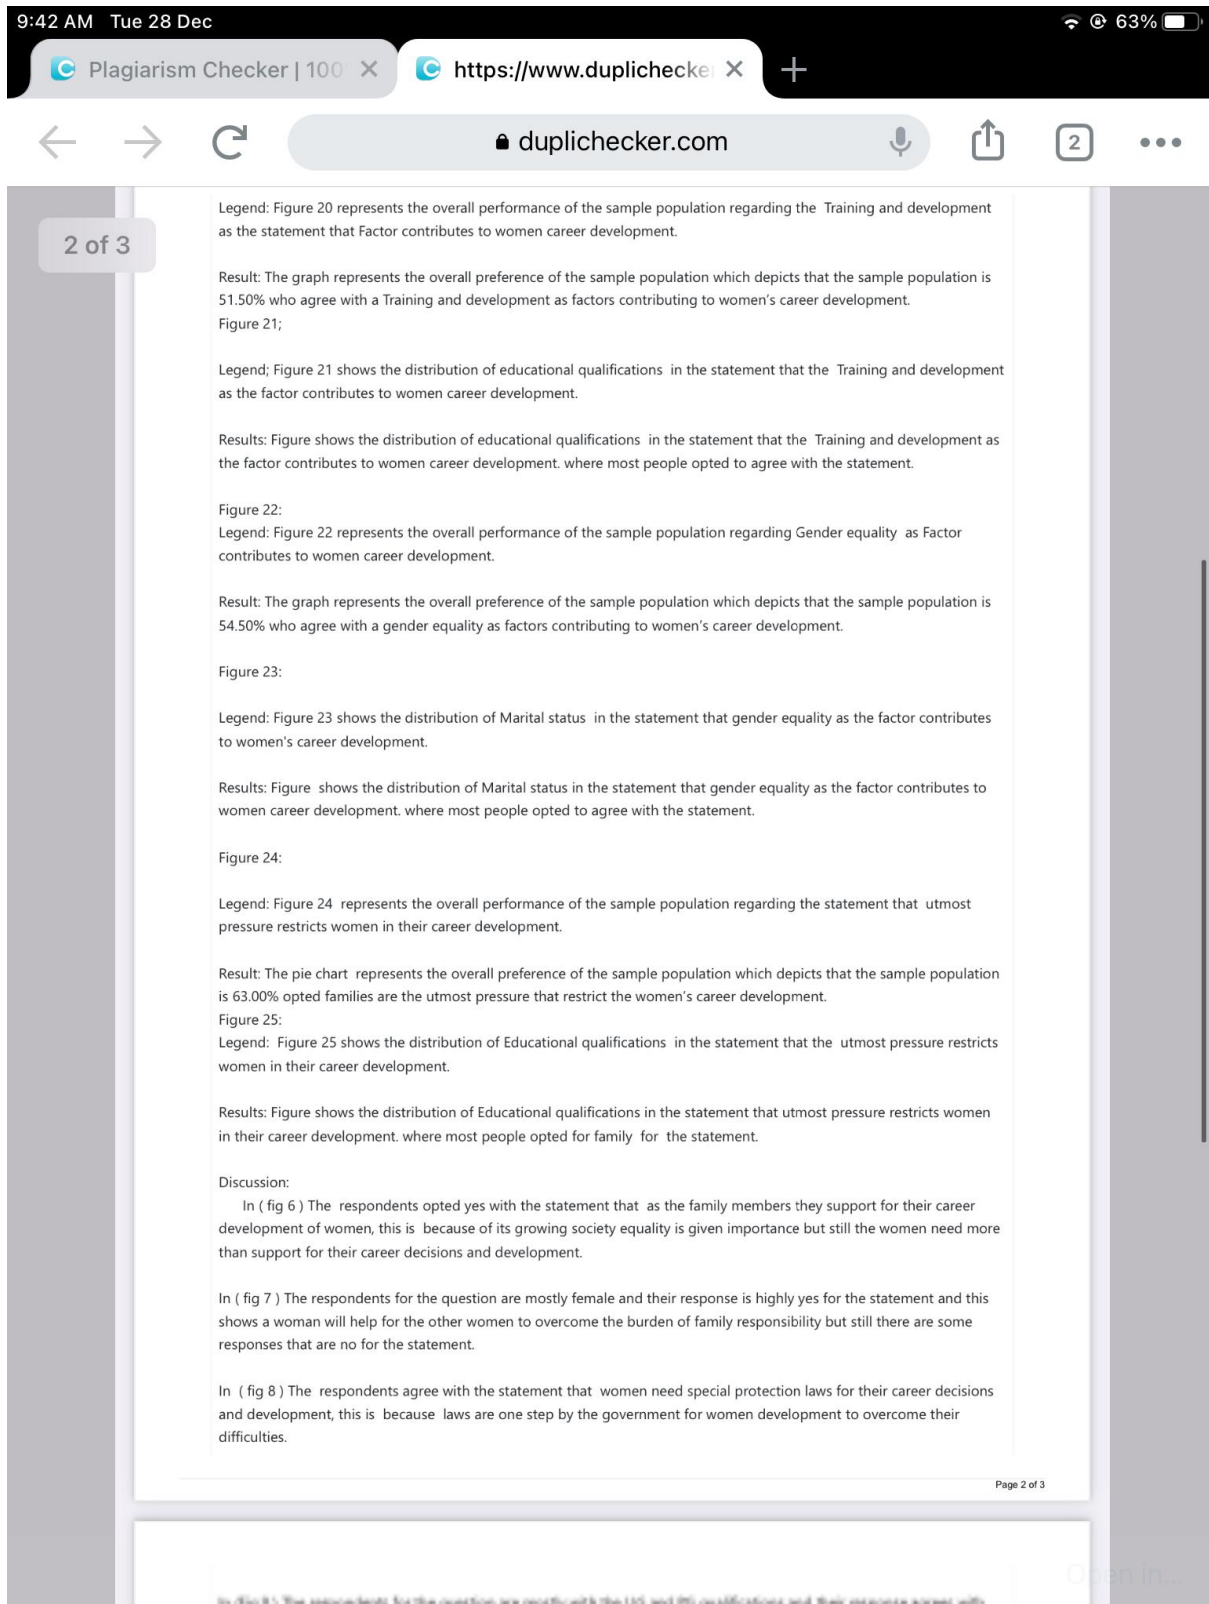 9:42 AM Tue 28 Dec
63%
Plagiarism Checker | 100
https://www.duplichecke
duplichecker.com
2
2 of 3
Legend: Figure 20 represents the overall performance of the sample population regarding the Training and development
as the statement that Factor contributes to women career development.
Result: The graph represents the overall preference of the sample population which depicts that the sample population is
51.50% who agree with a Training and development as factors contributing to women's career development.
Figure 21;
Legend; Figure 21 shows the distribution of educational qualifications in the statement that the Training and development
as the factor contributes to women career development.
Results: Figure shows the distribution of educational qualifications in the statement that the Training and development as
the factor contributes to women career development. where most people opted to agree with the statement.
Figure 22:
Legend: Figure 22 represents the overall performance of the sample population regarding Gender equality as Factor
contributes to women career development.
Result: The graph represents the overall preference of the sample population which depicts that the sample population is
54.50% who agree with a gender equality as factors contributing to women's career development.
Figure 23:
Legend: Figure 23 shows the distribution of Marital status in the statement that gender equality as the factor contributes
to women's career development.
Results: Figure shows the distribution of Marital status in the statement that gender equality as the factor contributes to
women career development. where most people opted to agree with the statement.
Figure 24:
Legend: Figure 24 represents the overall performance of the sample population regarding the statement that utmost
pressure restricts women in their career development.
Result: The pie chart represents the overall preference of the sample population which depicts that the sample population
is 63.00% opted families are the utmost pressure that restrict the women's career development.
Figure 25:
Legend: Figure 25 shows the distribution of Educational qualifications in the statement that the utmost pressure restricts
women in their career development.
Results: Figure shows the distribution of Educational qualifications in the statement that utmost pressure restricts women
in their career development. where most people opted for family for the statement.
Discussion:
In ( fig 6 ) The respondents opted yes with the statement that as the family members they support for their career
development of women, this is because of its growing society equality is given importance but still the women need more
than support for their career decisions and development.
In ( fig 7 ) The respondents for the question are mostly female and their response is highly yes for the statement and this
shows a woman will help for the other women to overcome the burden of family responsibility but still there are some
responses that are no for the statement.
In ( fig 8 ) The respondents agree with the statement that women need special protection laws for their career decisions
and development, this is because laws are one step by the government for women development to overcome their
difficulties.
Page 2 of 3
Open in...